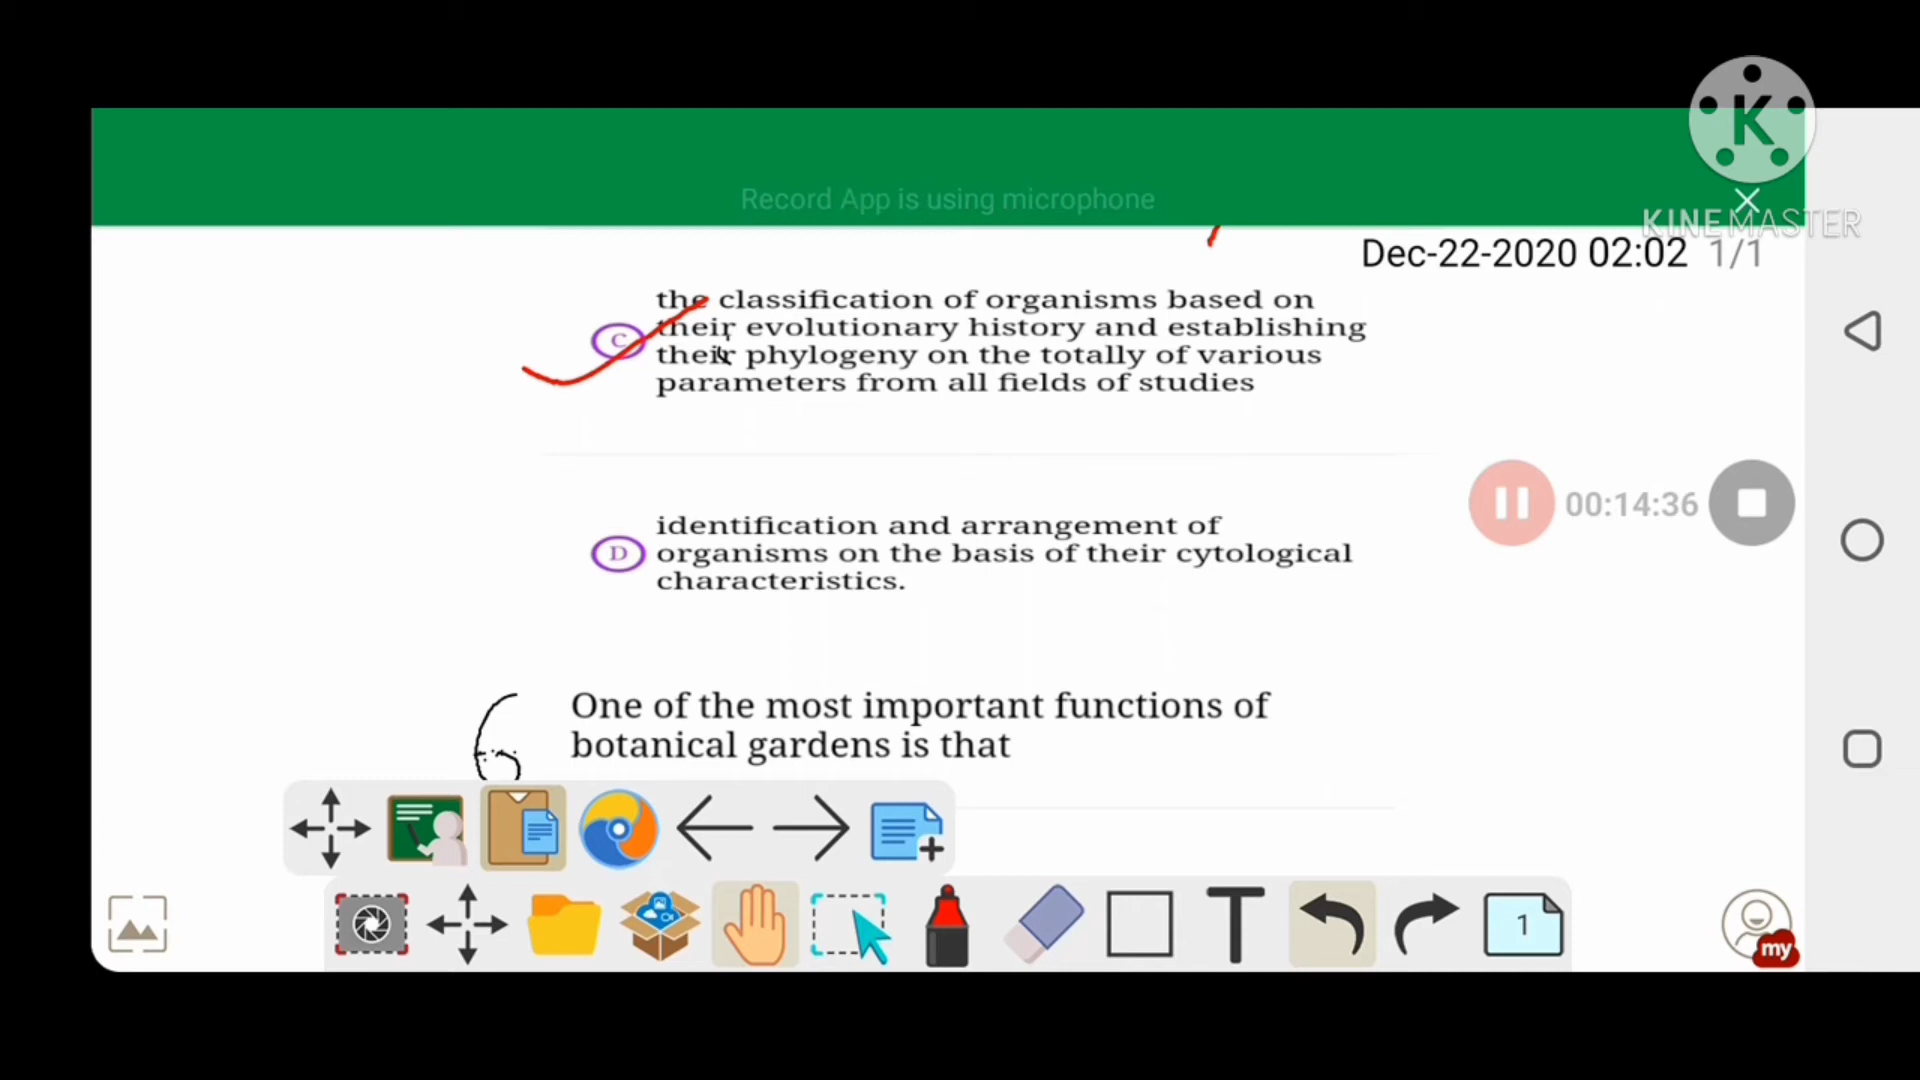 K
Record App is using microphone
KINEMASTER
Dec-22-2020 02:02 1/1
the classification of organisms based on
C their evolutionary history and establishing
their phylogeny on the totally of various
parameters from all fields of studies
00:14:36
identification and arrangement of
D organisms on the basis of their cytological
characteristics.
6 One of the most important functions of
botanical gardens is that
T
1
my